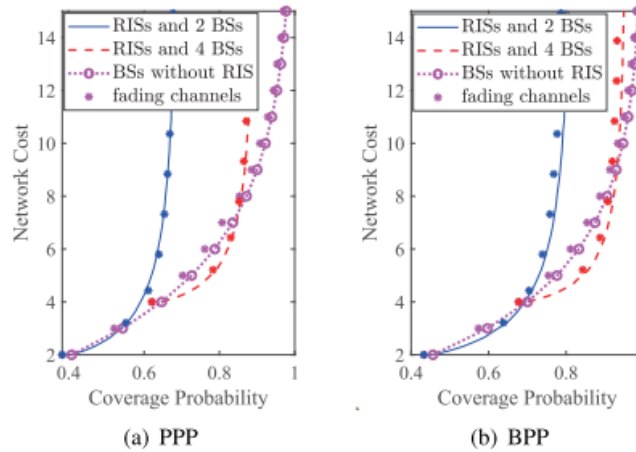 RISs and 2 BSs
RISs and 4 BSs
BSs without RIS
fading channels
Network Cost
14
12
10
8
6
4
2
0.4
0.6
0.8
1
Coverage Probability
(a) PPP
RISs and 2 BSs
RISs and 4 BSs
BSs without RIS
fading channels
Network Cost
14
12
10
8
6
4
2
0.4
0.6
0.8
Coverage Probability
(b) BPP